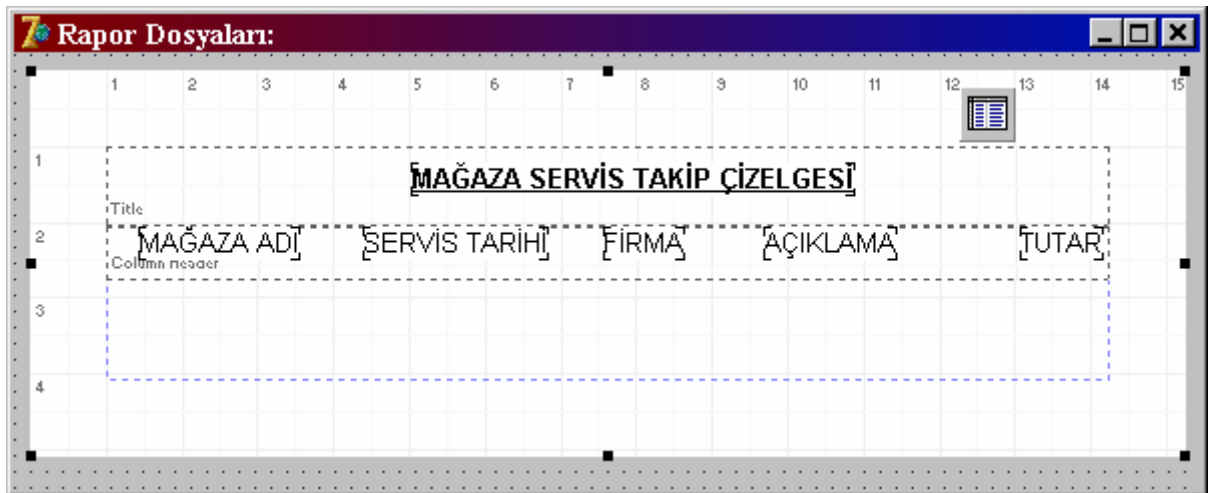 Rapor Dosyaları:
1 2 3 4 5 6 7 8 9 10 11 12 13 14 15
1
MAĞAZA SERVİS TAKİP ÇİZELGESİ
Title
2
MAĞAZA ADI SERVİS TARİHİ FİRMA AÇIKLAMA TUTAR
Column Header
3
4